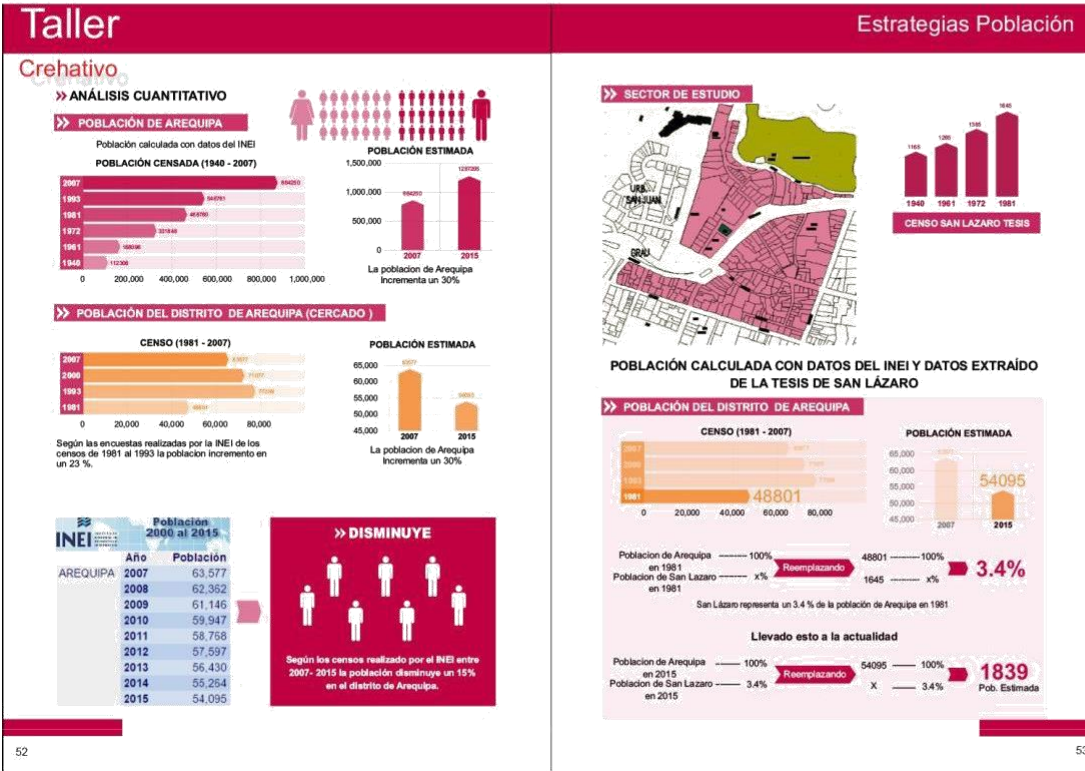 Taller
Crehativo
» ANÁLISIS CUANTITATIVO
» POBLACIÓN DE AREQUIPA
Población calculada con datos del INEI
POBLACIÓN CENSADA (1940 - 2007)
2007
1993
1981
1972
1961
1940
112306
0 200,000 400,000 600,000 800,000 1,000,000
POBLACIÓN ESTIMADA
1,500,000
1,000,000
500,000
0
864250
2007 2015
La poblacion de Arequipa
Incrementa un 30%
» POBLACIÓN DEL DISTRITO DE AREQUIPA (CERCADO )
CENSO (1981 - 2007)
2007
2000
1993
1981
0 20,000 40,000 60,000 80,000
Según las encuestas realizadas por la INEI de los
censos de 1981 al 1993 la poblacion incremento en
un 23 %.
POBLACIÓN ESTIMADA
65,000
60,000
55,000
50,000
45,000
2007 2015
La poblacion de Arequipa
Incrementa un 30%
INEI
Población
2000 al 2015
Año Población
AREQUIPA 2007 63,577
2008 62,362
2009 61,146
2010 59,947
2011 58,768
2012 57,597
2013 56,430
2014 55,264
2015 54,095
» DISMINUYE
Según los censos realizado por el INEI entre
2007- 2015 la población disminuye un 15%
en el distrito de Arequipa.
52
Estrategias Población
» SECTOR DE ESTUDIO
URB.
SAN JUAN
GRAU
1645
1940 1961 1972 1981
CENSO SAN LAZARO TESIS
POBLACIÓN CALCULADA CON DATOS DEL INEI Y DATOS EXTRAÍDO
DE LA TESIS DE SAN LÁZARO
» POBLACIÓN DEL DISTRITO DE AREQUIPA
CENSO (1981 - 2007)
2007
2000
1993
1981
48801
0 20,000 40,000 60,000 80,000
POBLACIÓN ESTIMADA
65,000
60,000
55,000
50,000
45,000
54095
2007 2015
Poblacion de Arequipa -------- 100%
en 1981
Poblacion de San Lazaro -------- x%
en 1981
Reemplazando
48801 --------- 100%
1645 -------- x%
3.4%
San Lázaro representa un 3.4 % de la población de Arequipa en 1981
Llevado esto a la actualidad
Poblacion de Arequipa ------ 100%
en 2015
Poblacion de San Lazaro ------ 3.4%
en 2015
Reemplazando
54095 ------ 100%
X ------ 3.4%
1839
Pob. Estimada
53